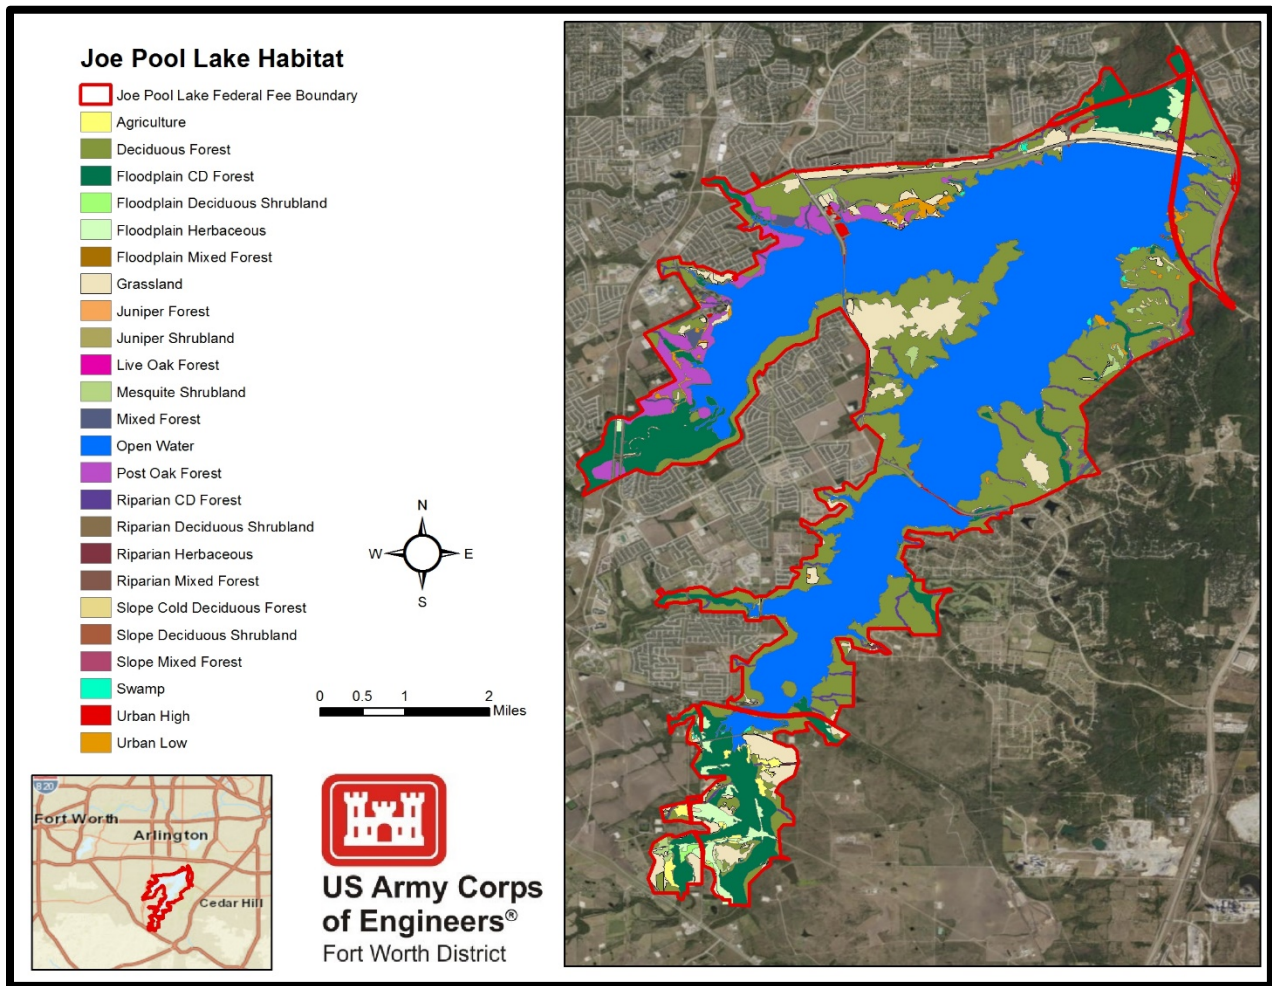 Joe Pool Lake Habitat
Joe Pool Lake Federal Fee Boundary
Agriculture
Deciduous Forest
Floodplain CD Forest
Floodplain Deciduous Shrubland
Floodplain Herbaceous
Floodplain Mixed Forest
Grassland
Juniper Forest
Juniper Shrubland
Live Oak Forest
Mesquite Shrubland
Mixed Forest
Open Water
Post Oak Forest
Riparian CD Forest
Riparian Deciduous Shrubland
Riparian Herbaceous
Riparian Mixed Forest
Slope Cold Deciduous Forest
Slope Deciduous Shrubland
Slope Mixed Forest
Swamp
Urban High
Urban Low
N
W E
S
0 0.5 1 2
Miles
820
Fort Worth
Arlington
Cedar Hill
US Army Corps
of Engineers®
Fort Worth District